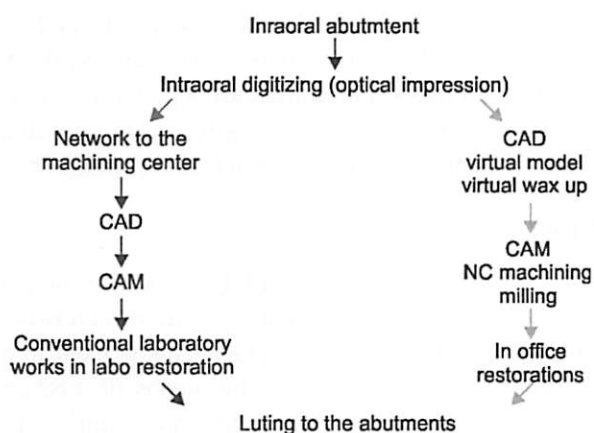 Inraoral abutmtent
Intraoral digitizing (optical impression)
Network to the
machining center
CAD
CAM
Conventional laboratory
works in labo restoration
CAD
virtual model
virtual wax up
CAM
NC machining
milling
In office
restorations
Luting to the abutments